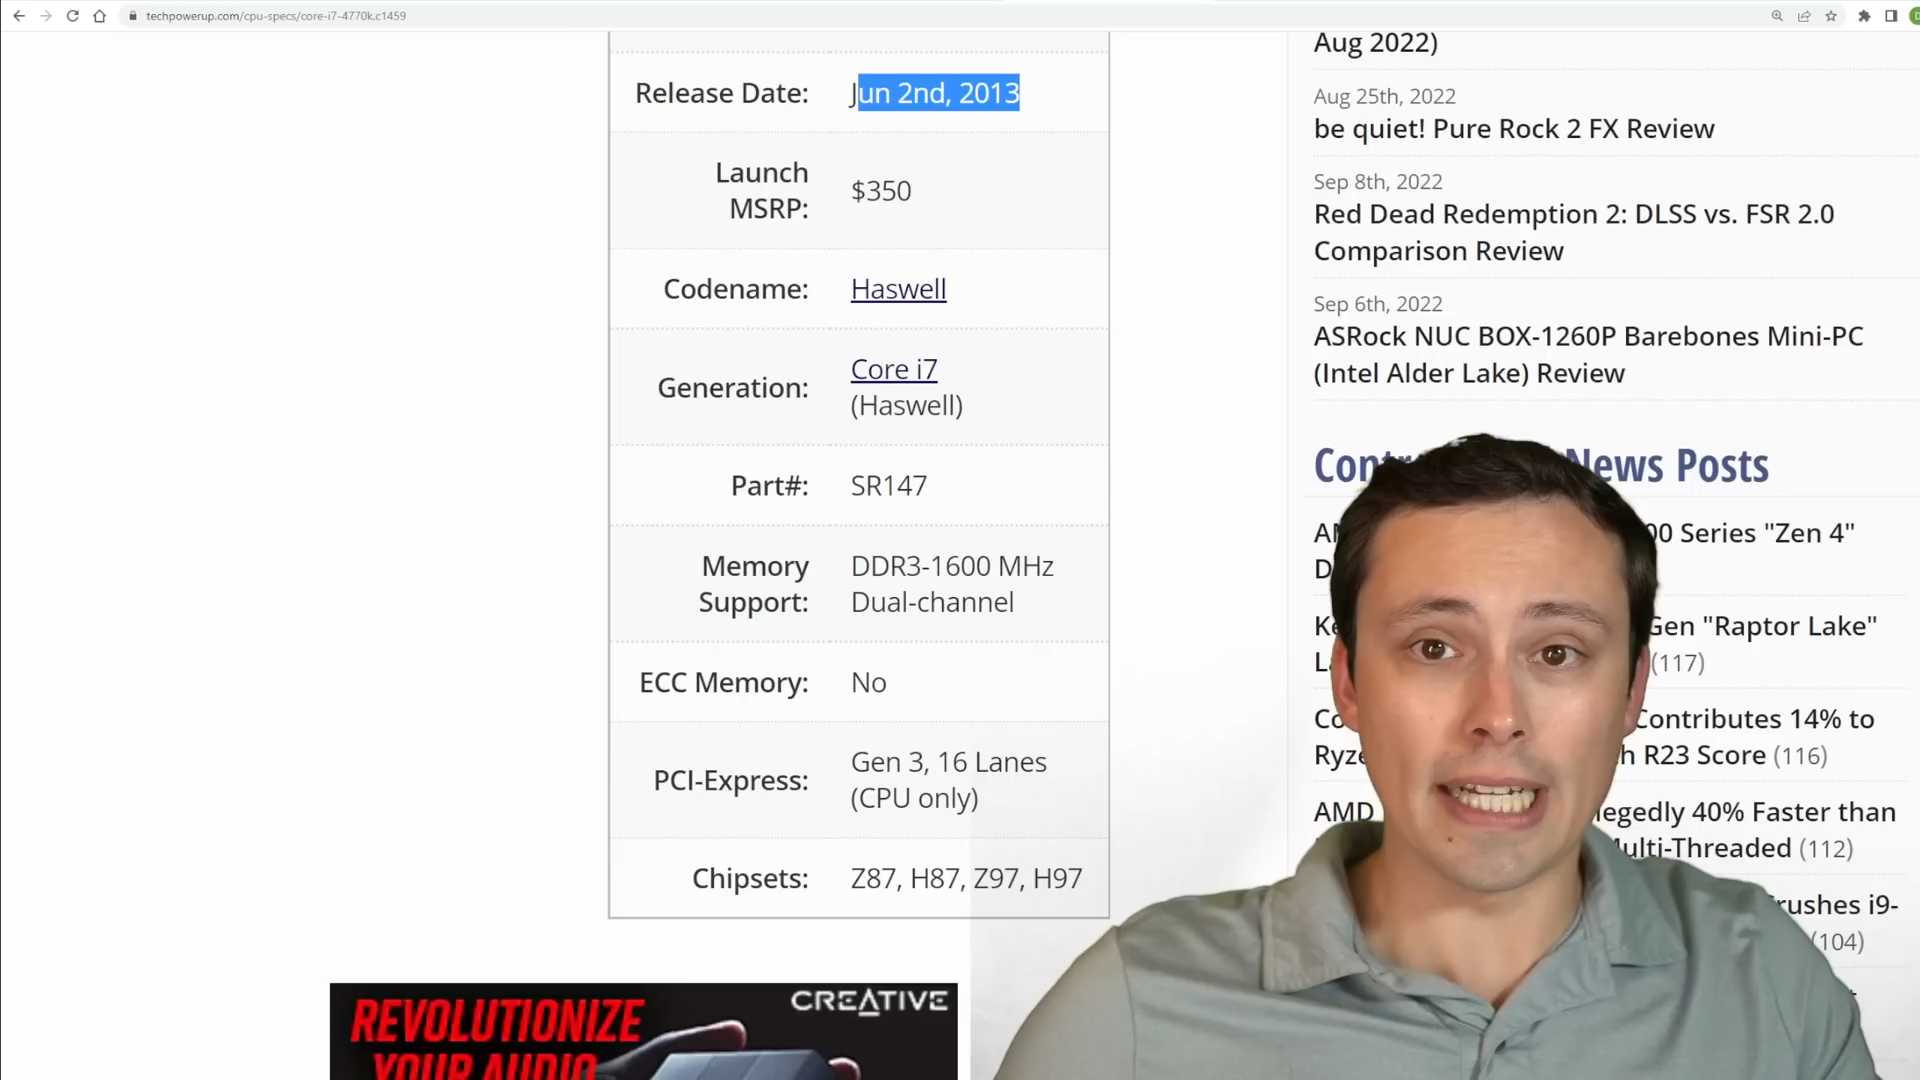 techpowerup.com/cpu-specs/core-i7-4770k.c1459
Release Date: Jun 2nd, 2013
Launch
MSRP:
$350
Codename: Haswell
Generation:
Core i7
(Haswell)
Part#: SR147
Memory
Support:
DDR3-1600 MHz
Dual-channel
ECC Memory: No
PCI-Express:
Gen 3, 16 Lanes
(CPU only)
Chipsets: Z87, H87, Z97, H97
CREATIVE
REVOLUTIONIZE
YOUR AUDIO
Aug 2022)
Aug 25th, 2022
be quiet! Pure Rock 2 FX Review
Sep 8th, 2022
Red Dead Redemption 2: DLSS vs. FSR 2.0
Comparison Review
Sep 6th, 2022
ASRock NUC BOX-1260P Barebones Mini-PC
(Intel Alder Lake) Review
News Posts
00 Series "Zen 4"
Gen "Raptor Lake"
(117)
Contributes 14% to
R23 Score (116)
AMD 40% Faster than
(112)
i9-
(104)